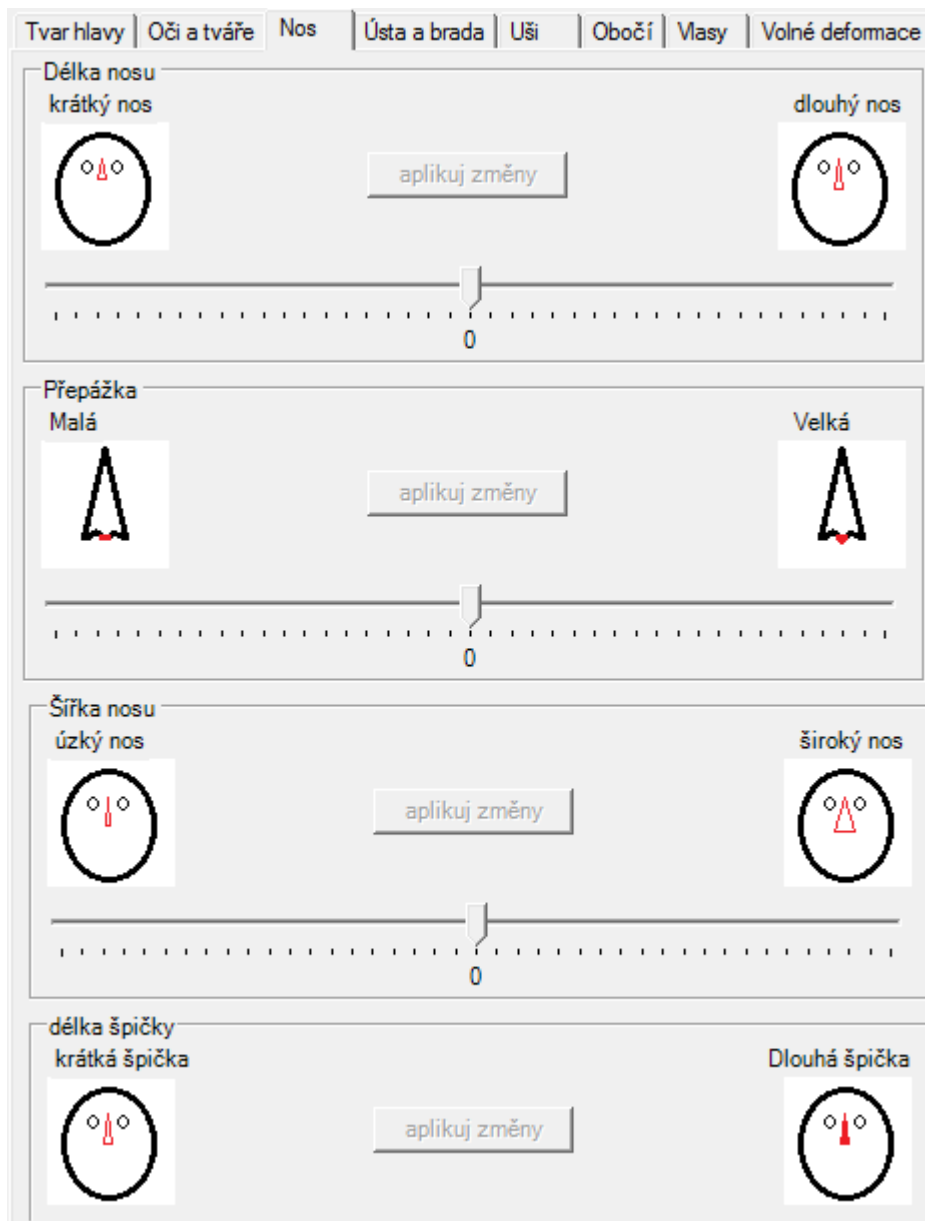 Tvar hlavy Oči a tváře Nos Ústa a brada Uši Obočí Vlasy Volné deformace
Délka nosu
krátký nos dlouhý nos
aplikuj změny
0
Přepážka
Malá Velká
aplikuj změny
0
Šířka nosu
úzký nos široký nos
aplikuj změny
0
délka špičky
krátká špička Dlouhá špička
aplikuj změny